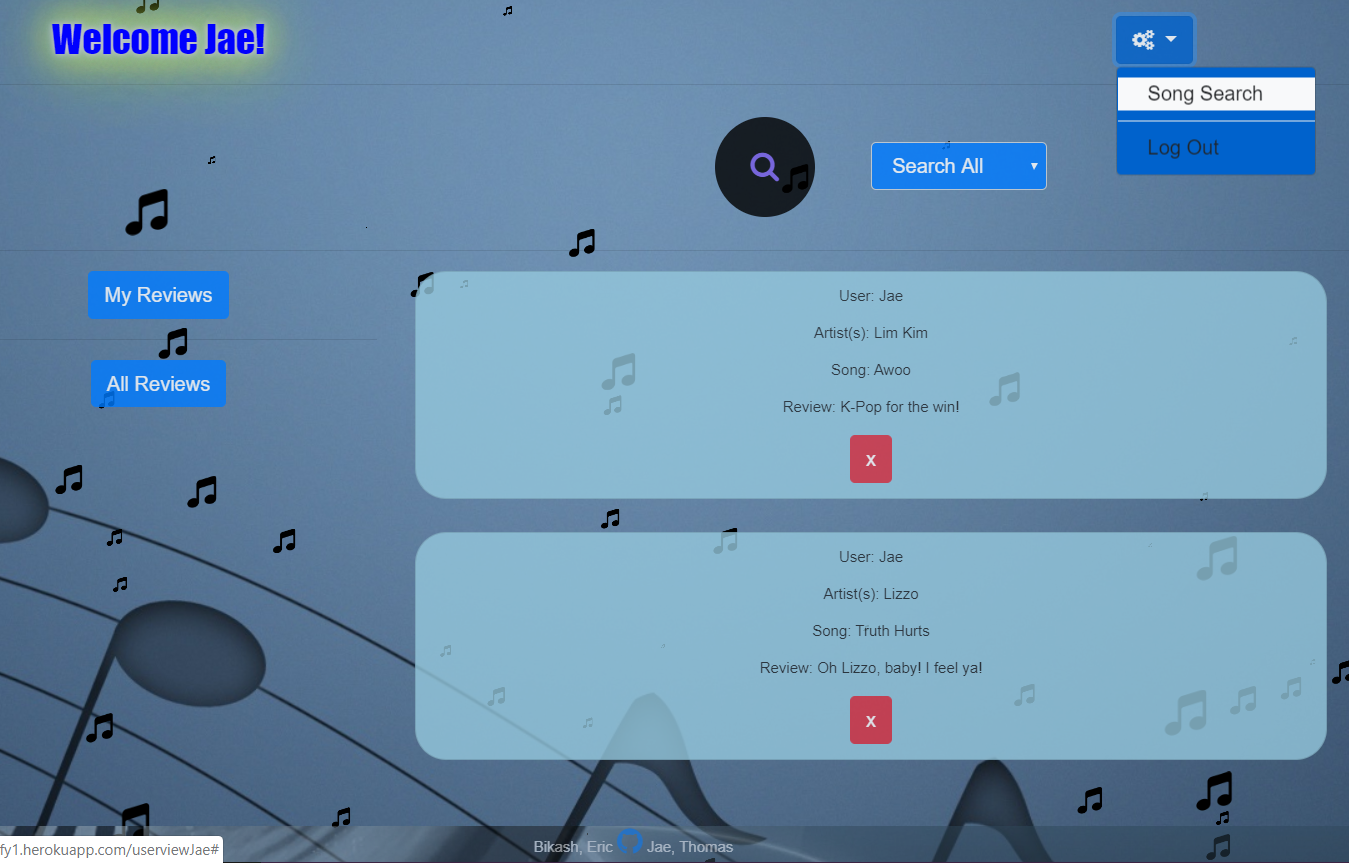 Welcome Jae!
Song Search
Log Out
Search All
My Reviews
All Reviews
User: Jae
Artist(s): Lim Kim
Song: Awoo
Review: K-Pop for the win!
x
User: Jae
Artist(s): Lizzo
Song: Truth Hurts
Review: Oh Lizzo, baby! I feel ya!
x
Bikash, Eric Jae, Thomas
fy1.herokuapp.com/userviewJae#